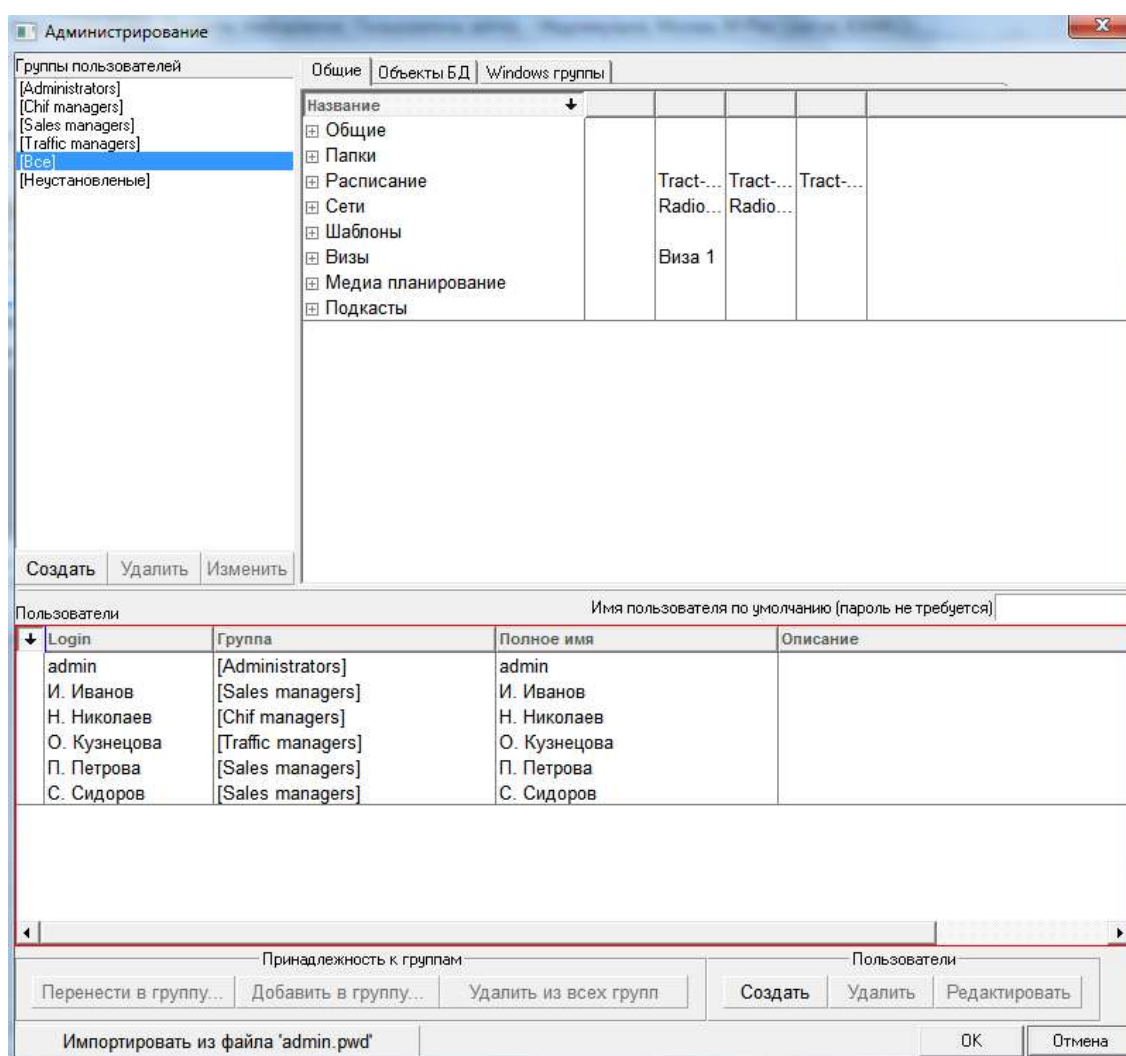 Администрирование
Группы пользователей
[Administrators]
[Chif managers]
[Sales managers]
[Traffic managers]
[Все]
[Неустановленые]
Создать Удалить Изменить
Общие Объекты БД Windows группы
Название
Общие
Папки
Расписание Tract-... Tract-... Tract-...
Сети Radio... Radio...
Шаблоны
Визы Виза 1
Медиа планирование
Подкасты
Имя пользователя по умолчанию (пароль не требуется)
Пользователи
Login Группа Полное имя Описание
admin [Administrators] admin
И. Иванов [Sales managers] И. Иванов
Н. Николаев [Chif managers] Н. Николаев
О. Кузнецова [Traffic managers] О. Кузнецова
П. Петрова [Sales managers] П. Петрова
С. Сидоров [Sales managers] С. Сидоров
Принадлежность к группам Пользователи
Перенести в группу... Добавить в группу... Удалить из всех групп Создать Удалить Редактировать
Импортировать из файла 'admin.pwd' OK Отмена